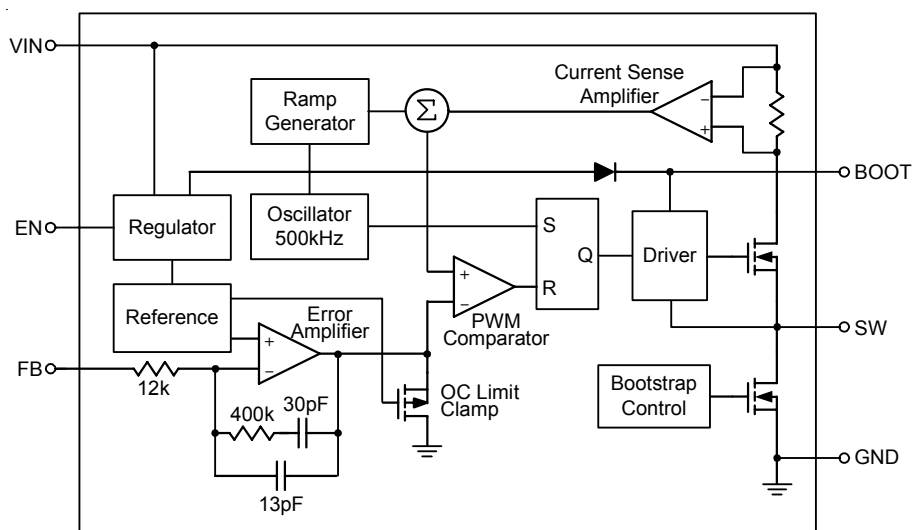 VIN
Current Sense
Amplifier
Ramp
Generator
Σ
−
+
BOOT
EN
Regulator
Oscillator
500kHz
S
Q
R
Driver
+
−
PWM
Comparator
Reference
Error
Amplifier
+
−
SW
FB
12k
400k
30pF
13pF
OC Limit
Clamp
Bootstrap
Control
GND